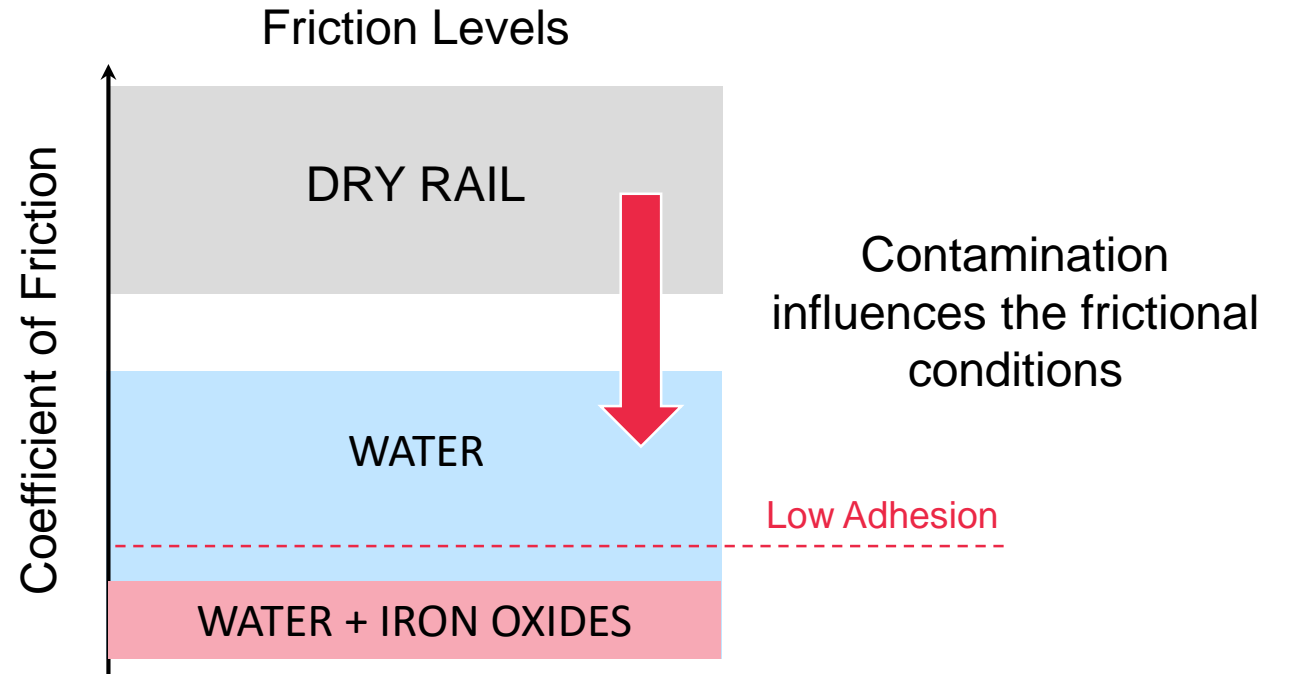 Friction Levels
Coefficient of Friction
DRY RAIL
Contamination
influences the frictional
conditions
WATER
Low Adhesion
WATER + IRON OXIDES